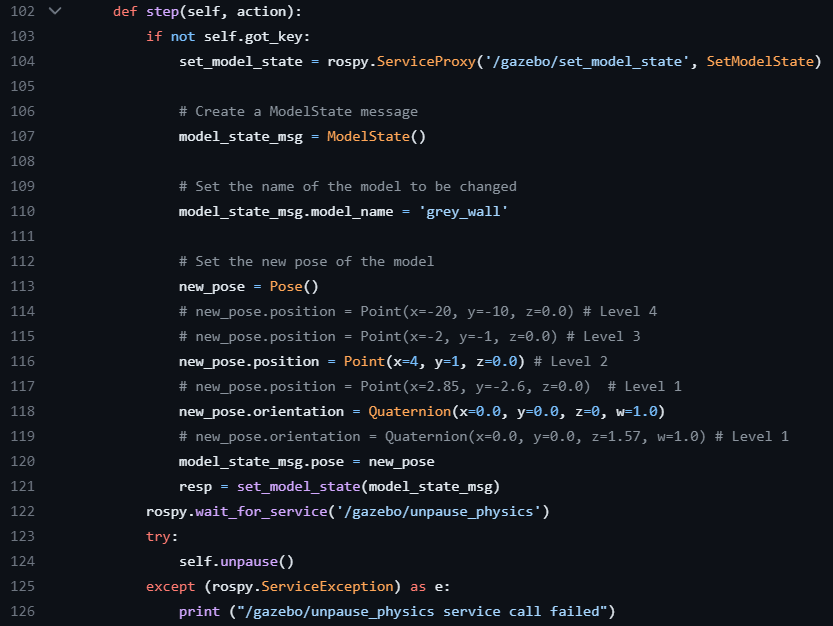 102 def step(self, action):
103 if not self.got_key:
104 set_model_state = rospy.ServiceProxy('/gazebo/set_model_state', SetModelState)
105
106 # Create a ModelState message
107 model_state_msg = ModelState()
108
109 # Set the name of the model to be changed
110 model_state_msg.model_name = 'grey_wall'
111
112 # Set the new pose of the model
113 new_pose = Pose()
114 # new_pose.position = Point(x=-20, y=-10, z=0.0) # Level 4
115 # new_pose.position = Point(x=-2, y=-1, z=0.0) # Level 3
116 new_pose.position = Point(x=4, y=1, z=0.0) # Level 2
117 # new_pose.position = Point(x=2.85, y=-2.6, z=0.0)  # Level 1
118 new_pose.orientation = Quaternion(x=0.0, y=0.0, z=0, w=1.0)
119 # new_pose.orientation = Quaternion(x=0.0, y=0.0, z=1.57, w=1.0) # Level 1
120 model_state_msg.pose = new_pose
121 resp = set_model_state(model_state_msg)
122 rospy.wait_for_service('/gazebo/unpause_physics')
123 try:
124 self.unpause()
125 except (rospy.ServiceException) as e:
126 print ("/gazebo/unpause_physics service call failed")